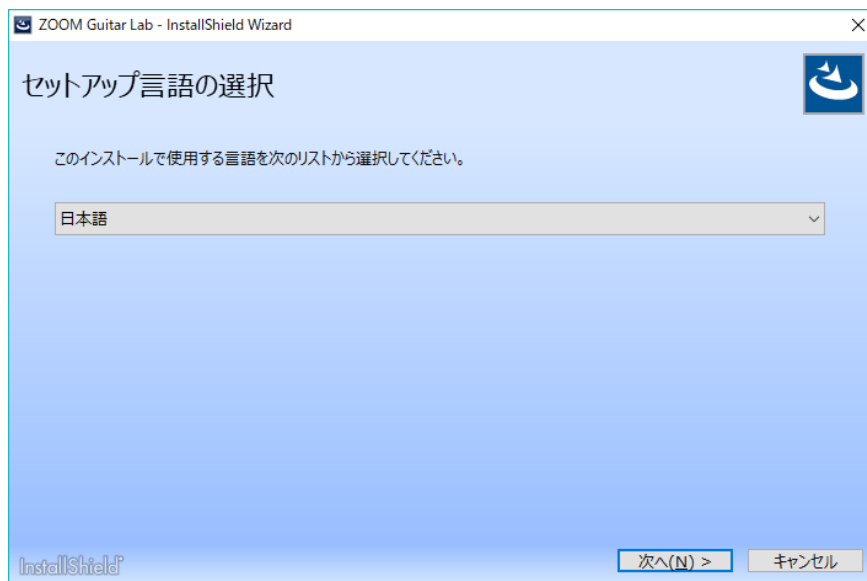 ZOOM Guitar Lab - InstallShield Wizard
セットアップ言語の選択
このインストールで使用する言語を次のリストから選択してください。
日本語
InstallShield
次へ(N) >
キャンセル